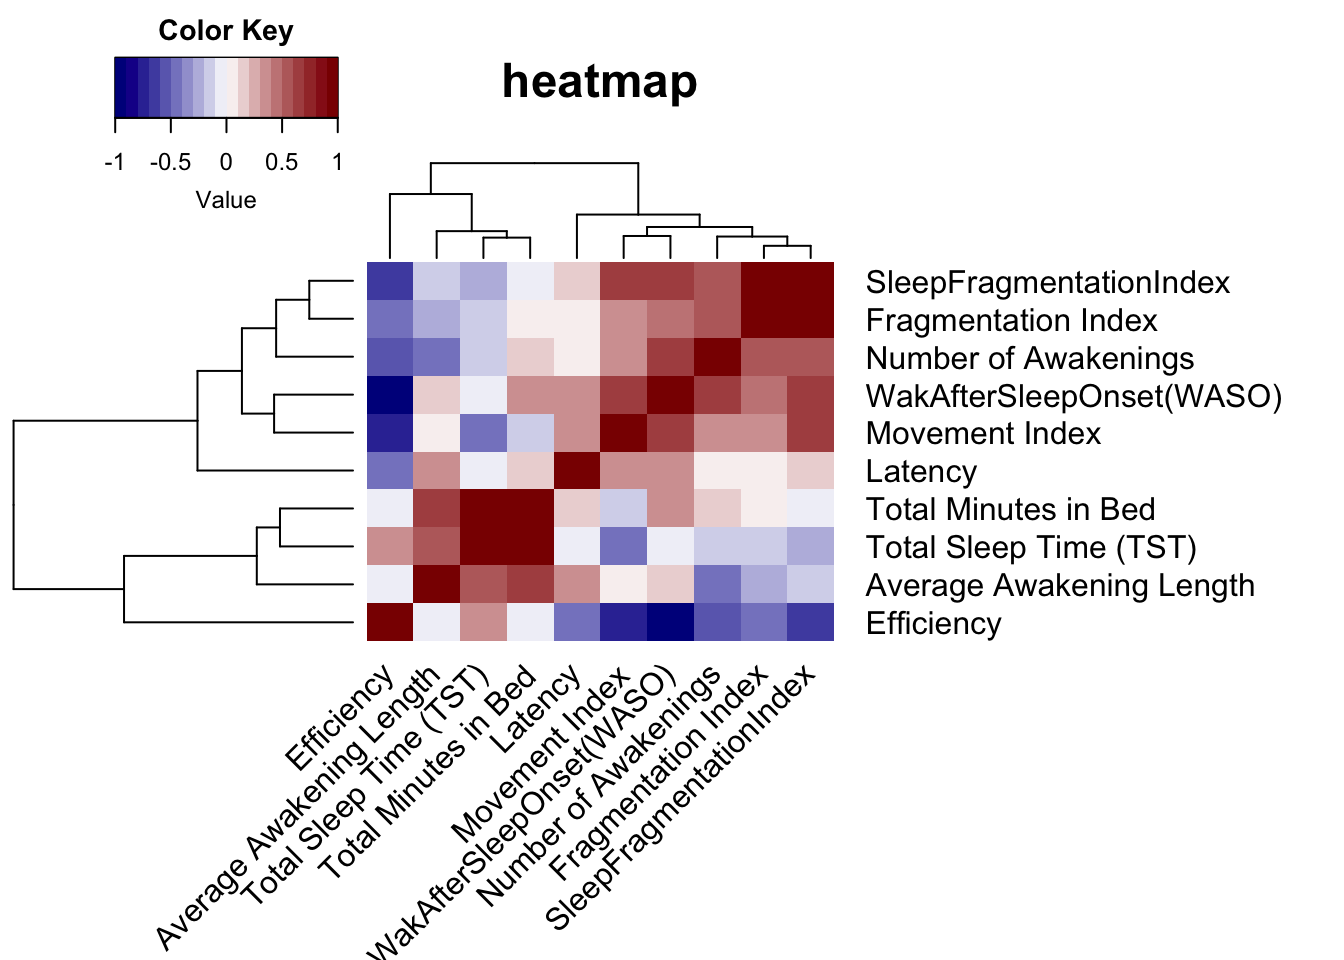 Color Key
-1 -0.5 0 0.5 1
Value
heatmap
SleepFragmentationIndex
Fragmentation Index
Number of Awakenings
WakAfterSleepOnset(WASO)
Movement Index
Latency
Total Minutes in Bed
Total Sleep Time (TST)
Average Awakening Length
Efficiency
Efficiency
Average Awakening Length
Total Sleep Time (TST)
Total Minutes in Bed
Latency
Movement Index
WakAfterSleepOnset(WASO)
Number of Awakenings
Fragmentation Index
SleepFragmentationIndex